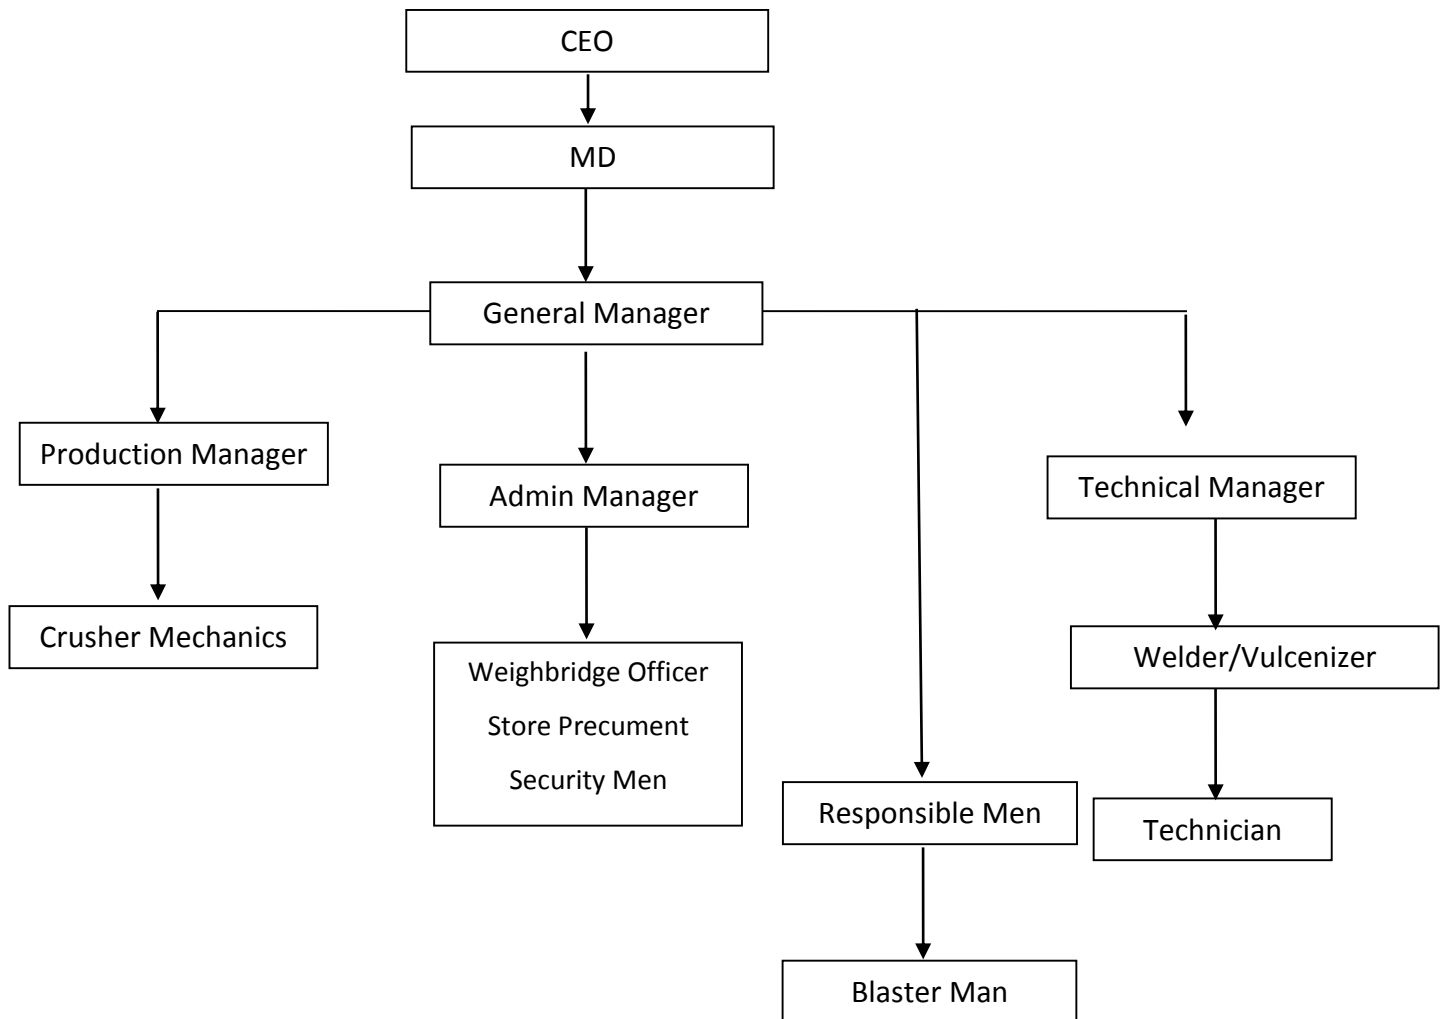 CEO
MD
General Manager
Production Manager
Admin Manager
Technical Manager
Crusher Mechanics
Weighbridge Officer
Store Precument
Security Men
Welder/Vulcenizer
Responsible Men
Technician
Blaster Man